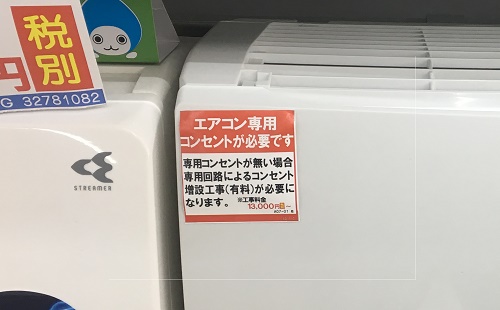 税別
円
G 32781082
STREAMER
エアコン専用
コンセントが必要です
専用コンセントが無い場合
専用回路によるコンセント
増設工事(有料)が必要に
なります。 ※工事料金
13,000円~